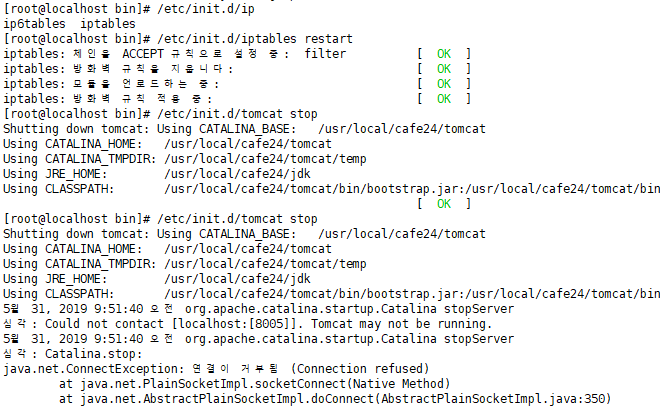 [root@localhost bin]# /etc/init.d/ip
ip6tables  iptables
[root@localhost bin]# /etc/init.d/iptables restart
iptables: 체인을 ACCEPT 규칙으로 설정 중:  filter          [  OK  ]
iptables: 방화벽 규칙을 지웁니다:                          [  OK  ]
iptables: 모듈을 언로드하는 중:                            [  OK  ]
iptables: 방화벽 규칙 적용 중:                             [  OK  ]
[root@localhost bin]# /etc/init.d/tomcat stop
Shutting down tomcat: Using CATALINA_BASE:   /usr/local/cafe24/tomcat
Using CATALINA_HOME:   /usr/local/cafe24/tomcat
Using CATALINA_TMPDIR: /usr/local/cafe24/tomcat/temp
Using JRE_HOME:        /usr/local/cafe24/jdk
Using CLASSPATH:       /usr/local/cafe24/tomcat/bin/bootstrap.jar:/usr/local/cafe24/tomcat/bin
                                                           [  OK  ]
[root@localhost bin]# /etc/init.d/tomcat stop
Shutting down tomcat: Using CATALINA_BASE:   /usr/local/cafe24/tomcat
Using CATALINA_HOME:   /usr/local/cafe24/tomcat
Using CATALINA_TMPDIR: /usr/local/cafe24/tomcat/temp
Using JRE_HOME:        /usr/local/cafe24/jdk
Using CLASSPATH:       /usr/local/cafe24/tomcat/bin/bootstrap.jar:/usr/local/cafe24/tomcat/bin
5월 31, 2019 9:51:40 오전 org.apache.catalina.startup.Catalina stopServer
심각: Could not contact [localhost:[8005]]. Tomcat may not be running.
5월 31, 2019 9:51:40 오전 org.apache.catalina.startup.Catalina stopServer
심각: Catalina.stop:
java.net.ConnectException: 연결이 거부됨 (Connection refused)
        at java.net.PlainSocketImpl.socketConnect(Native Method)
        at java.net.AbstractPlainSocketImpl.doConnect(AbstractPlainSocketImpl.java:350)